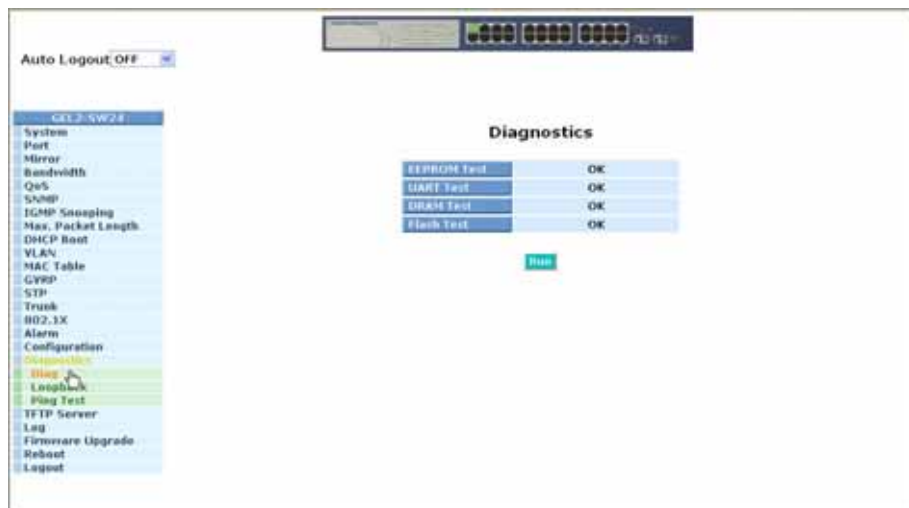 Auto Logout OFF
GEL2-SW24
System
Port
Mirror
Bandwidth
QoS
SNMP
IGMP Snooping
Max. Packet Length
DHCP Boot
VLAN
MAC Table
GVRP
STP
Trunk
802.1X
Alarm
Configuration
Diagnostics
Diag
Loopback
Ping Test
TFTP Server
Log
Firmware Upgrade
Reboot
Logout
Diagnostics
EEPROM Test OK
UART Test OK
DRAM Test OK
Flash Test OK
Run